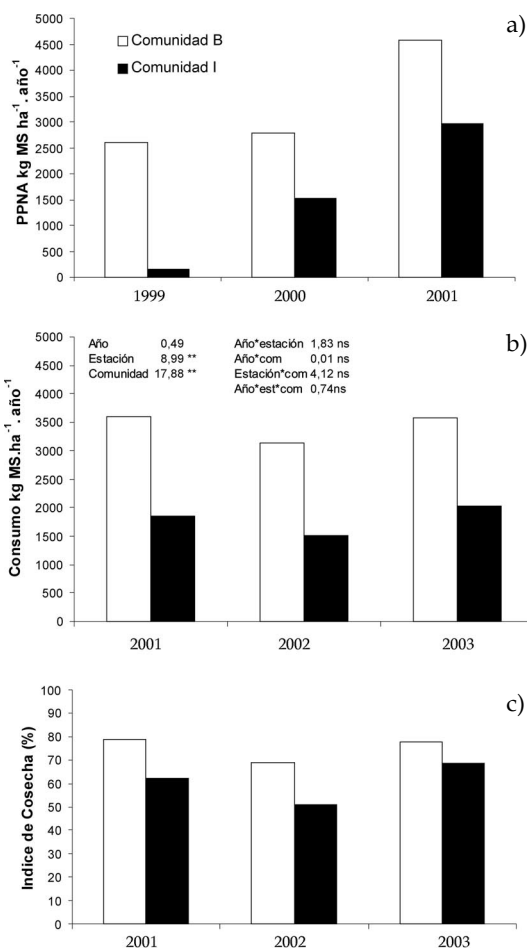 a)
PPNA kg MS ha⁻¹. año⁻¹
5000
4500
4000
3500
3000
2500
2000
1500
1000
500
0
Comunidad B
Comunidad I
1999 2000 2001
b)
Consumo kg MS.ha⁻¹. año⁻¹
5000
4500
4000
3500
3000
2500
2000
1500
1000
500
0
Año 0,49 Año*estación 1,83 ns
Estación 8,99 ** Año*com 0,01 ns
Comunidad 17,88 ** Estación*com 4,12 ns
Año*est*com 0,74ns
2001 2002 2003
c)
Indice de Cosecha (%)
100
90
80
70
60
50
40
30
20
10
0
2001 2002 2003